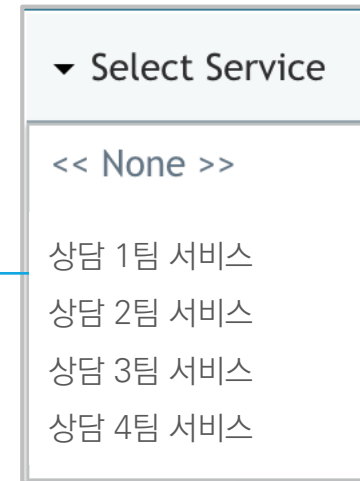 Select Service
<< None >>
상담 1팀 서비스
상담 2팀 서비스
상담 3팀 서비스
상담 4팀 서비스